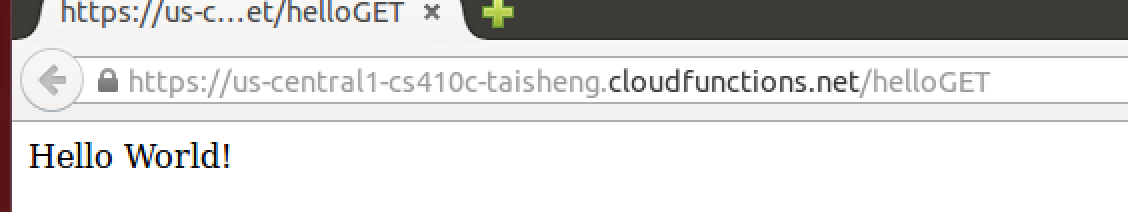 https://us-c...et/helloGET
https://us-central1-cs410c-taisheng.cloudfunctions.net/helloGET
Hello World!